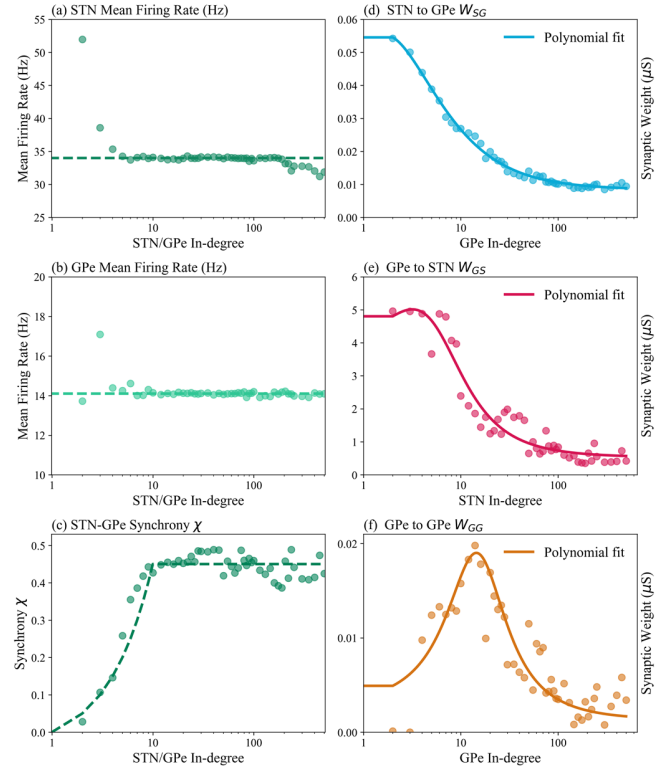 (a) STN Mean Firing Rate (Hz)
Mean Firing Rate (Hz)
55
50
45
40
35
30
25
1
10
100
STN/GPe In-degree
(d) STN to GPe W_SG
Polynomial fit
0.06
0.05
0.04
0.03
0.02
0.01
0.00
Synaptic Weight (μS)
1
10
100
GPe In-degree
(b) GPe Mean Firing Rate (Hz)
Mean Firing Rate (Hz)
20
18
16
14
12
10
1
10
100
STN/GPe In-degree
(e) GPe to STN W_GS
Polynomial fit
6
5
4
3
2
1
0
Synaptic Weight (μS)
1
10
100
STN In-degree
(c) STN-GPe Synchrony χ
Synchrony χ
0.5
0.4
0.3
0.2
0.1
0.0
1
10
100
STN/GPe In-degree
(f) GPe to GPe W_GG
Polynomial fit
0.02
0.01
0.00
Synaptic Weight (μS)
1
10
100
GPe In-degree